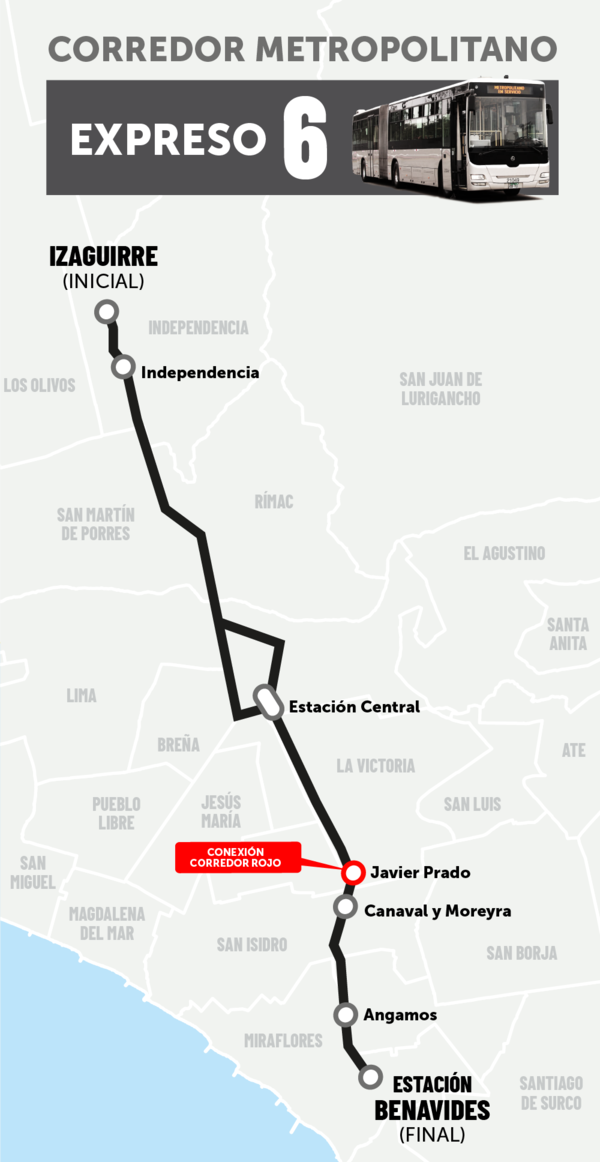 CORREDOR METROPOLITANO
EXPRESO 6
METROPOLITANO
EN SERVICIO
IZAGUIRRE
(INICIAL)
INDEPENDENCIA
Independencia
LOS OLIVOS
SAN JUAN DE
LURIGANCHO
RÍMAC
SAN MARTÍN
DE PORRES
EL AGUSTINO
SANTA
ANITA
LIMA
Estación Central
BREÑA
ATE
LA VICTORIA
PUEBLO
LIBRE
JESÚS
MARÍA
SAN LUIS
CONEXIÓN
CORREDOR ROJO
Javier Prado
SAN
MIGUEL
Canaval y Moreyra
MAGDALENA
DEL MAR
SAN ISIDRO
SAN BORJA
Angamos
MIRAFLORES
ESTACIÓN
BENAVIDES
(FINAL)
SANTIAGO
DE SURCO